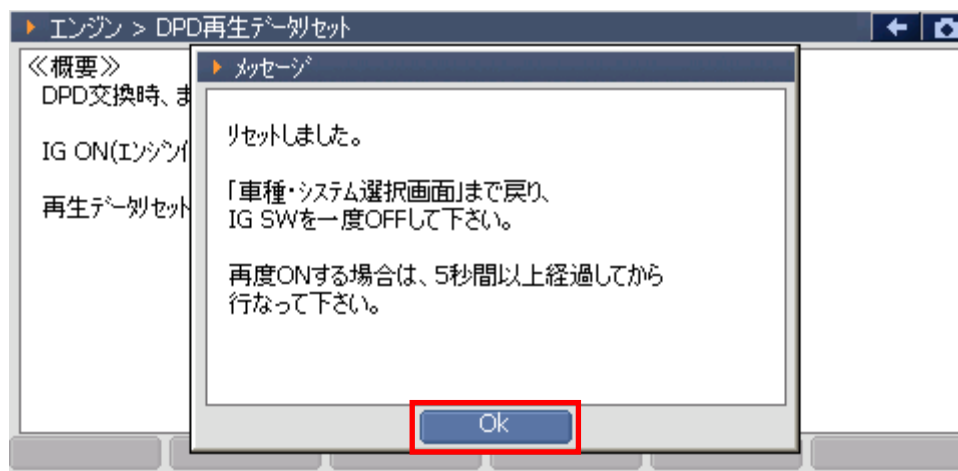 エンジン > DPD再生データリセット
≪概要≫
DPD交換時、ま
IG ON(エンジン
再生データリセット
メッセージ
リセットしました。
「車種・システム選択画面」まで戻り、
IG SWを一度OFFして下さい。
再度ONする場合は、5秒間以上経過してから
行なって下さい。
Ok